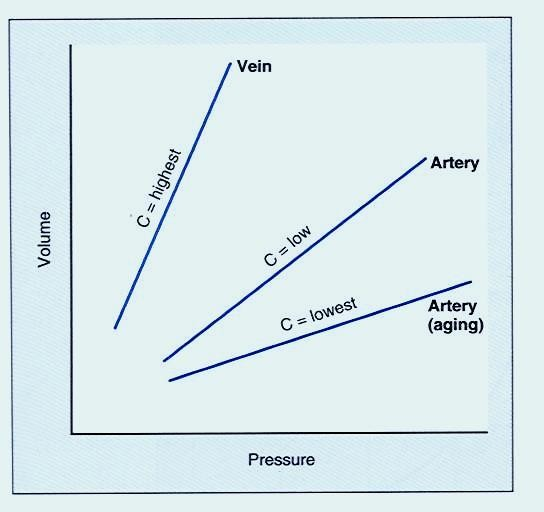 Vein
C = highest
Artery
C = low
C = lowest
Artery
(aging)
Volume
Pressure